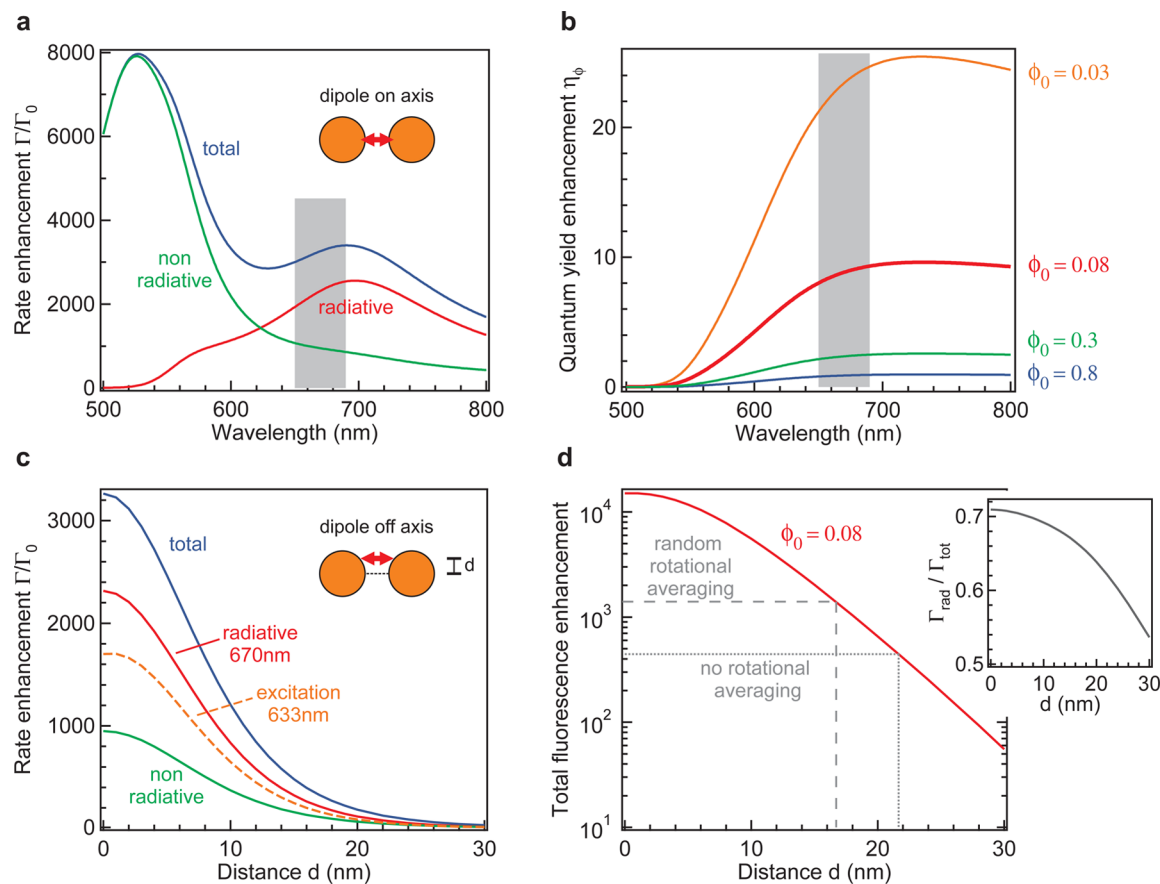 a
Rate enhancement Γ/Γ0
8000
6000
4000
2000
0
500
600
700
800
Wavelength (nm)
dipole on axis
total
non
radiative
radiative
b
Quantum yield enhancement ηϕ
20
10
0
500
600
700
800
Wavelength (nm)
ϕ0 = 0.03
ϕ0 = 0.08
ϕ0 = 0.3
ϕ0 = 0.8
c
Rate enhancement Γ/Γ0
3000
2000
1000
0
0
10
20
30
Distance d (nm)
dipole off axis
d
total
radiative
670nm
excitation
633nm
non
radiative
d
Total fluorescence enhancement
10^4
10^3
10^2
10^1
0
10
20
30
Distance d (nm)
ϕ0 = 0.08
random
rotational
averaging
no rotational
averaging
Γrad / Γtot
0.7
0.6
0.5
0
10
20
30
d (nm)